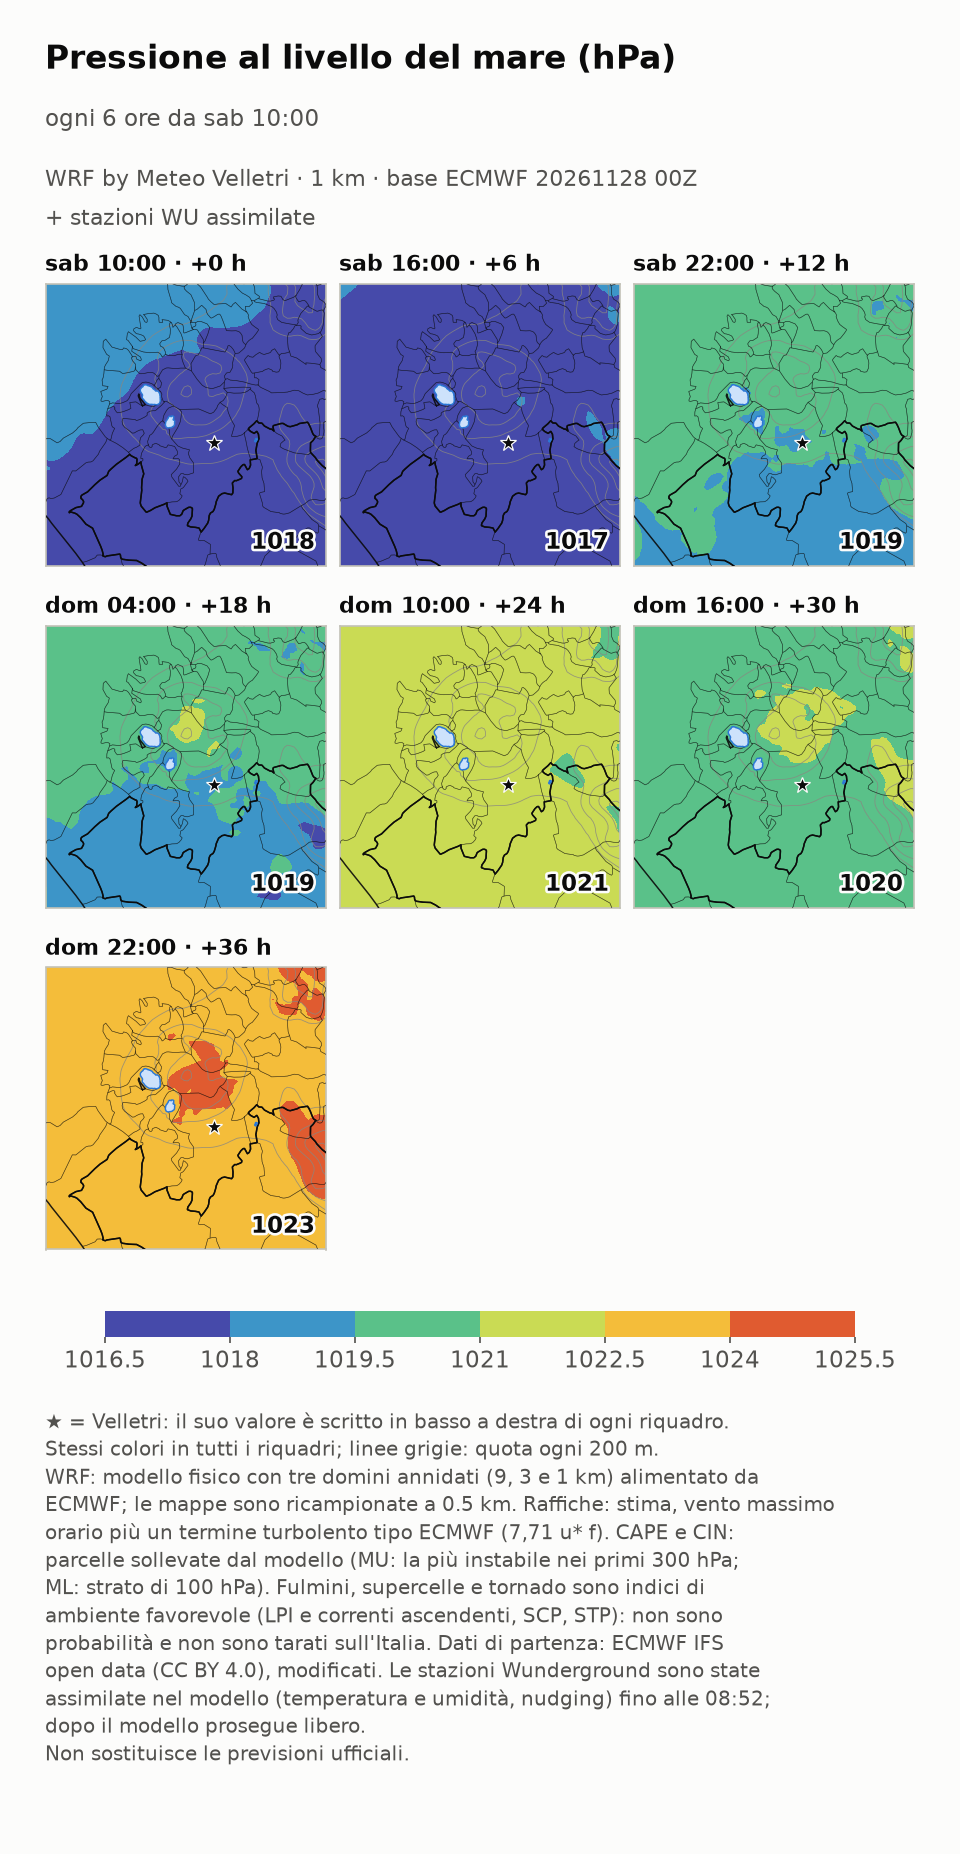 Pressione al livello del mare (hPa)
ogni 6 ore da sab 10:00
WRF by Meteo Velletri · 1 km · base ECMWF 20261128 00Z
+ stazioni WU assimilate
sab 10:00 · +0 h
sab 16:00 · +6 h
sab 22:00 · +12 h
1018
1017
1019
dom 04:00 · +18 h
dom 10:00 · +24 h
dom 16:00 · +30 h
1019
1021
1020
dom 22:00 · +36 h
1023
1016.5 1018 1019.5 1021 1022.5 1024 1025.5
★ = Velletri: il suo valore è scritto in basso a destra di ogni riquadro.
Stessi colori in tutti i riquadri; linee grigie: quota ogni 200 m.
WRF: modello fisico con tre domini annidati (9, 3 e 1 km) alimentato da
ECMWF; le mappe sono ricampionate a 0.5 km. Raffiche: stima, vento massimo
orario più un termine turbolento tipo ECMWF (7,71 u* f). CAPE e CIN:
parcelle sollevate dal modello (MU: la più instabile nei primi 300 hPa;
ML: strato di 100 hPa). Fulmini, supercelle e tornado sono indici di
ambiente favorevole (LPI e correnti ascendenti, SCP, STP): non sono
probabilità e non sono tarati sull'Italia. Dati di partenza: ECMWF IFS
open data (CC BY 4.0), modificati. Le stazioni Wunderground sono state
assimilate nel modello (temperatura e umidità, nudging) fino alle 08:52;
dopo il modello prosegue libero.
Non sostituisce le previsioni ufficiali.